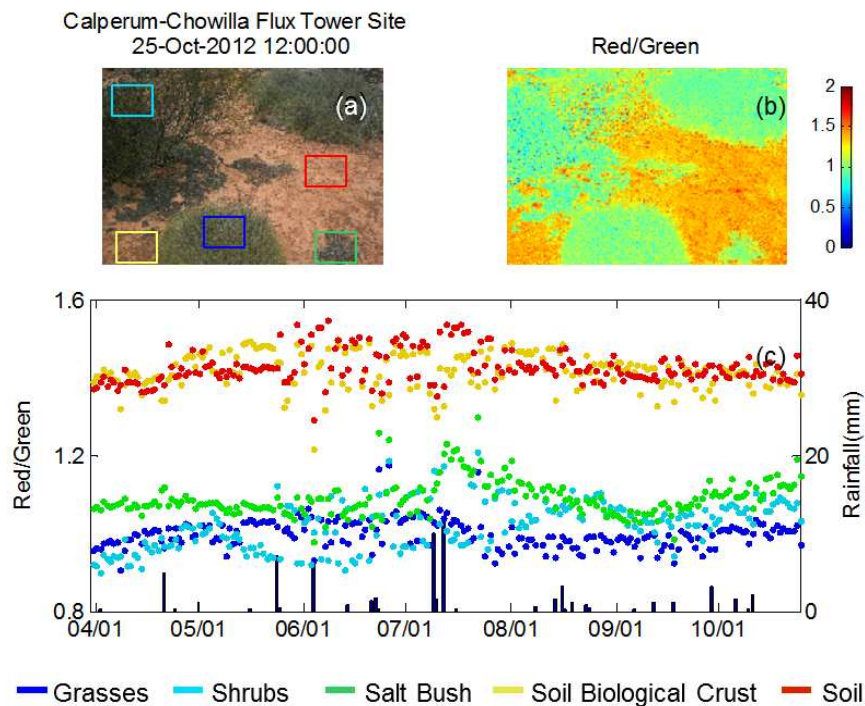 Calperum-Chowilla Flux Tower Site
25-Oct-2012 12:00:00
Red/Green
(a)
(b)
2
1.5
1
0.5
0
1.6
1.2
0.8
Red/Green
(c)
40
20
0
Rainfall(mm)
04/01 05/01 06/01 07/01 08/01 09/01 10/01
Grasses Shrubs Salt Bush Soil Biological Crust Soil